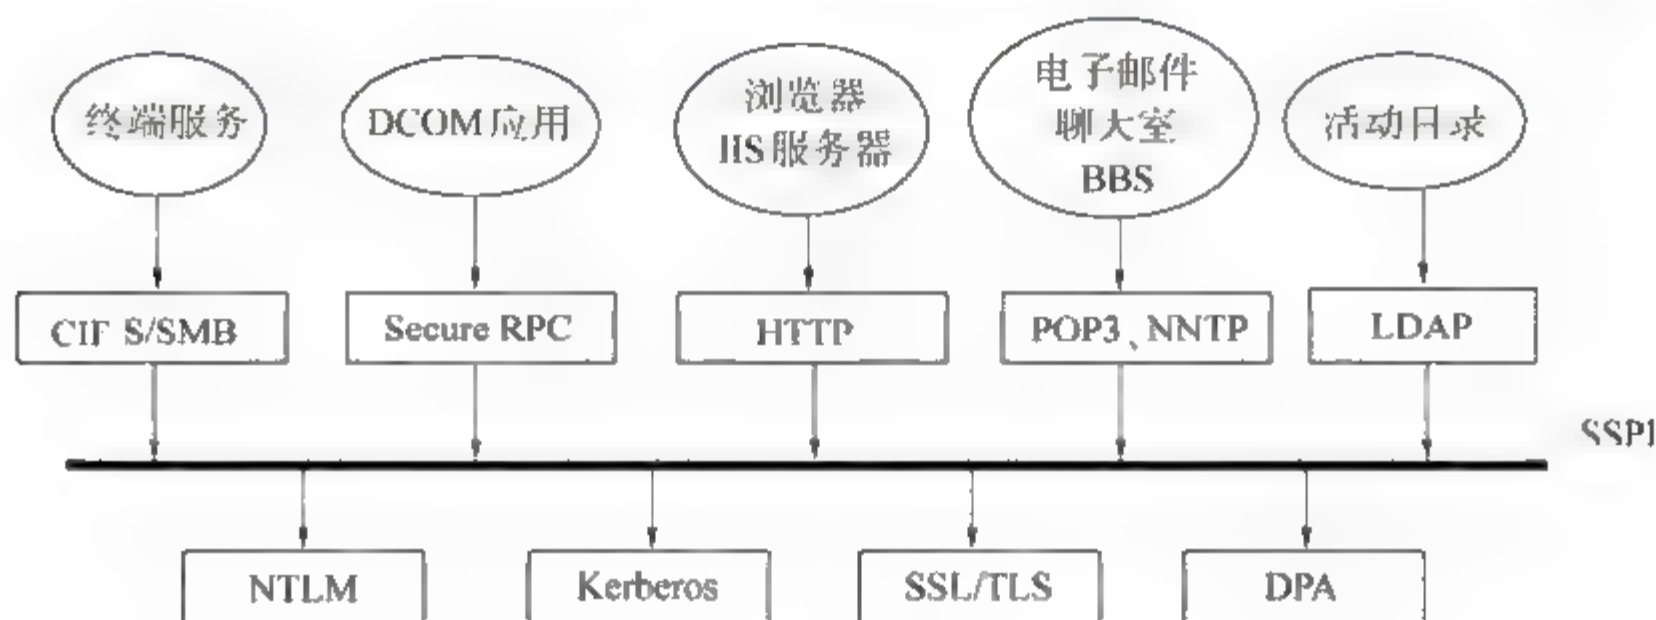 终端服务
DCOM应用
浏览器
IIS服务器
电子邮件
聊大室
BBS
活动目录
CIF S/SMB
Secure RPC
HTTP
POP3、NNTP
LDAP
SSPI
NTLM
Kerberos
SSL/TLS
DPA